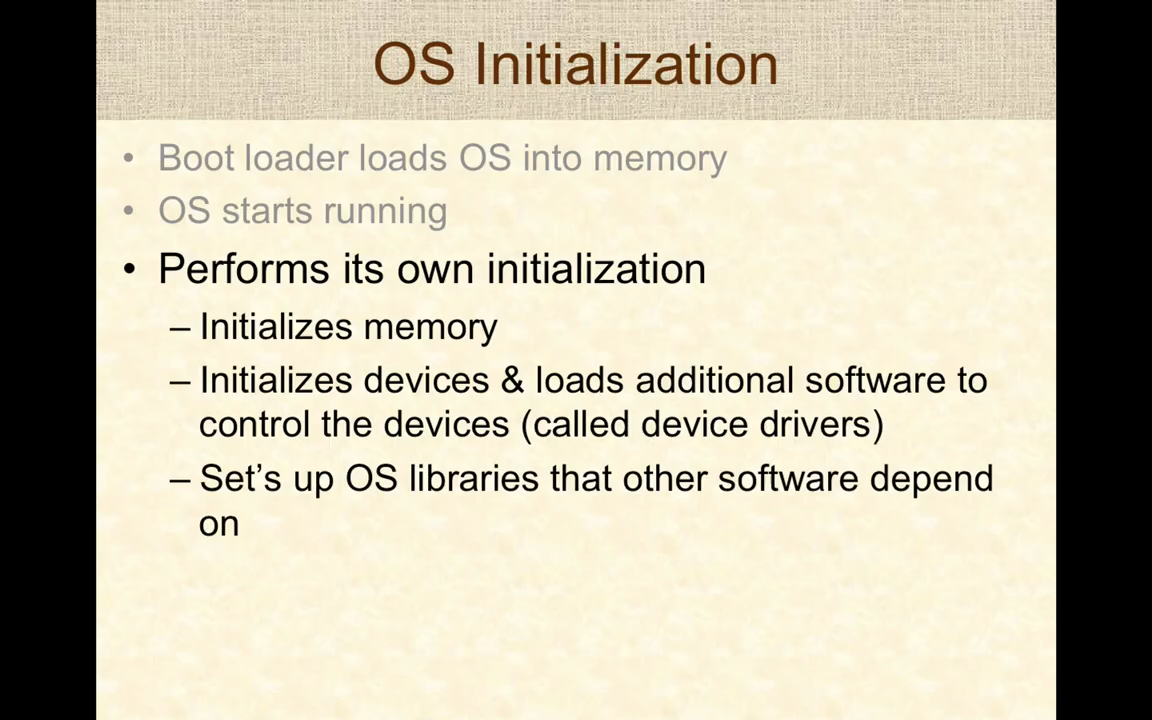 OS Initialization
• Boot loader loads OS into memory
• OS starts running
• Performs its own initialization
– Initializes memory
– Initializes devices & loads additional software to
control the devices (called device drivers)
– Set’s up OS libraries that other software depend
on